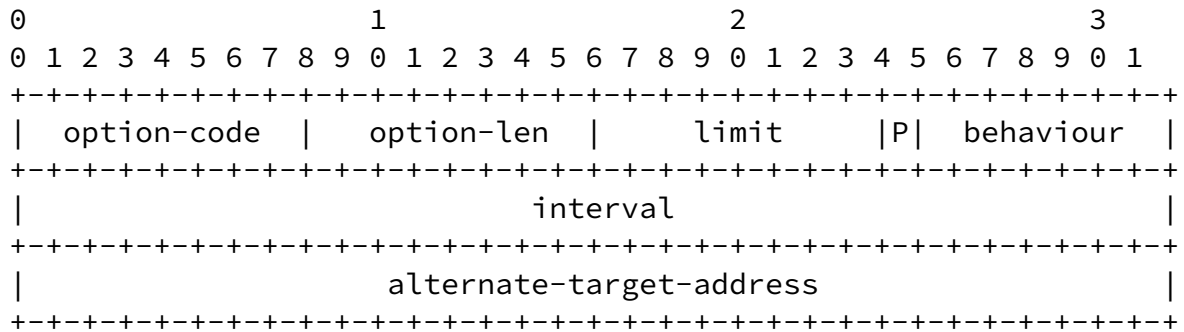 0                   1                   2                   3
0 1 2 3 4 5 6 7 8 9 0 1 2 3 4 5 6 7 8 9 0 1 2 3 4 5 6 7 8 9 0 1
+-+-+-+-+-+-+-+-+-+-+-+-+-+-+-+-+-+-+-+-+-+-+-+-+-+-+-+-+-+-+-+-+
|  option-code  |   option-len  |     limit     |P|  behaviour  |
+-+-+-+-+-+-+-+-+-+-+-+-+-+-+-+-+-+-+-+-+-+-+-+-+-+-+-+-+-+-+-+-+
|                            interval                           |
+-+-+-+-+-+-+-+-+-+-+-+-+-+-+-+-+-+-+-+-+-+-+-+-+-+-+-+-+-+-+-+-+
|                    alternate-target-address                   |
+-+-+-+-+-+-+-+-+-+-+-+-+-+-+-+-+-+-+-+-+-+-+-+-+-+-+-+-+-+-+-+-+